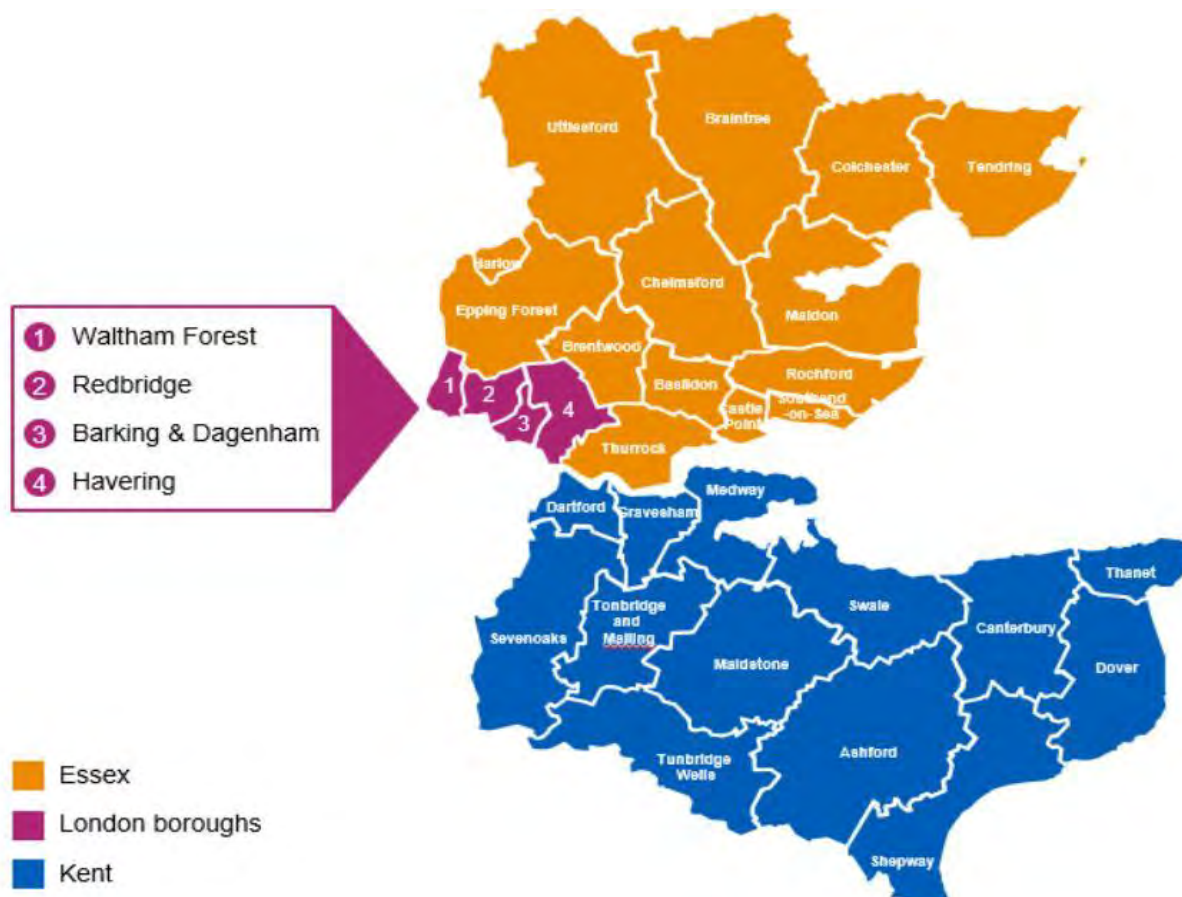 Uttlesford
Braintree
Colchester
Tendring
Harlow
Epping Forest
Chelmsford
Maldon
Brentwood
Basildon
Rochford
Castle
Point
Southend
-on-Sea
Thurrock
1
2
3
4
1 Waltham Forest
2 Redbridge
3 Barking & Dagenham
4 Havering
Dartford
Gravesham
Medway
Thanet
Swale
Canterbury
Tonbridge
and
Malling
Sevenoaks
Maidstone
Dover
Ashford
Tunbridge
Wells
Shepway
Essex
London boroughs
Kent